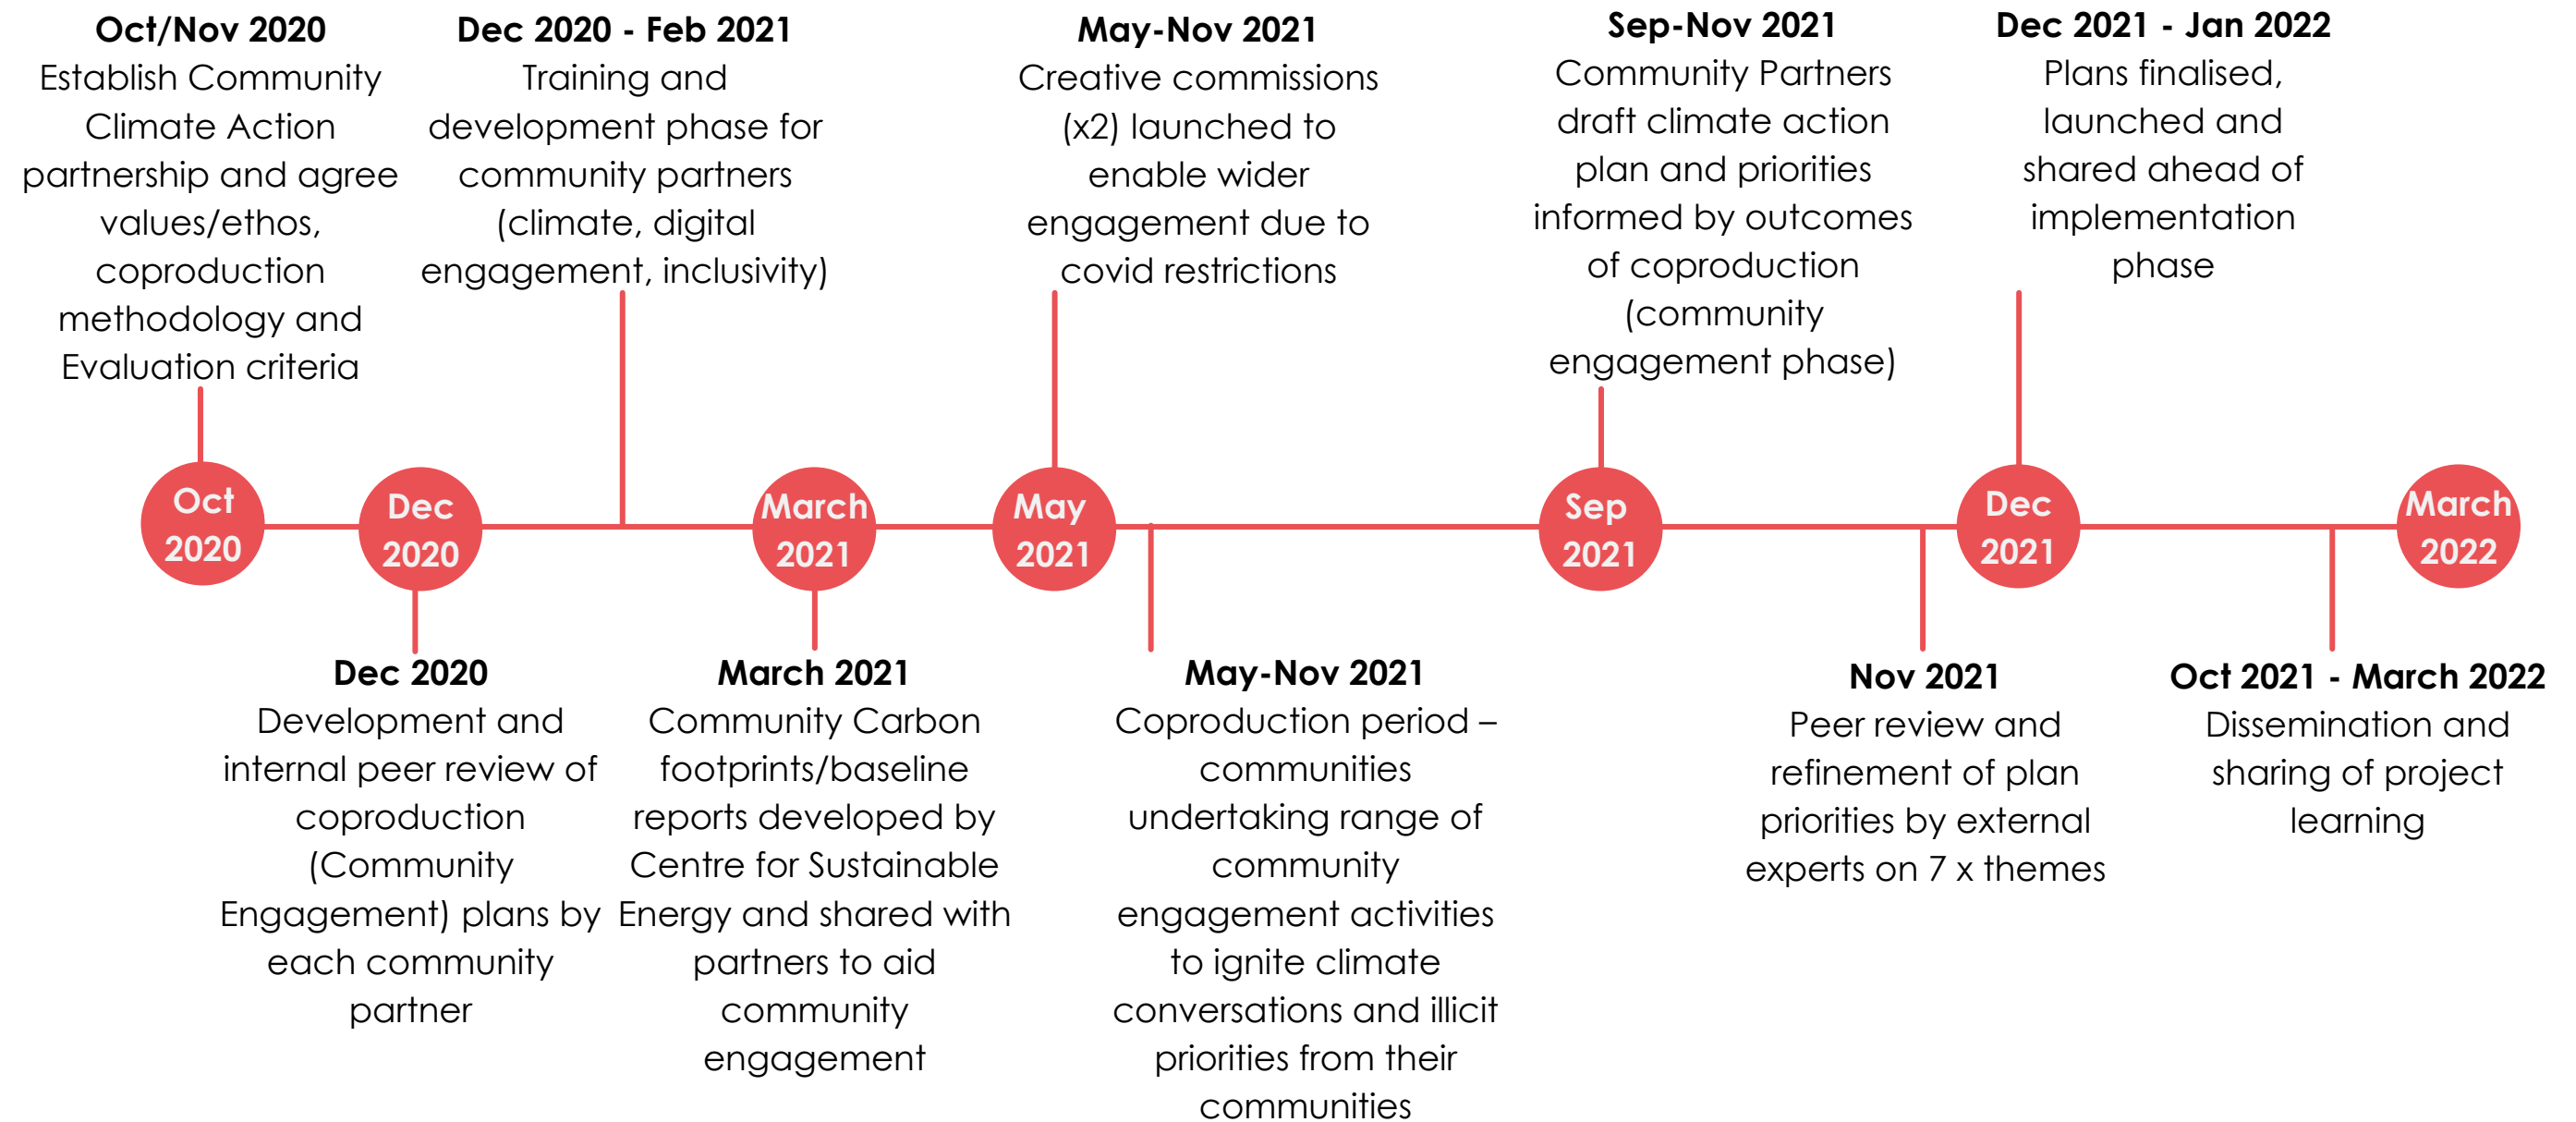 Oct/Nov 2020
Establish Community
Climate Action
partnership and agree
values/ethos,
coproduction
methodology and
Evaluation criteria
Dec 2020 - Feb 2021
Training and
development phase for
community partners
(climate, digital
engagement, inclusivity)
May-Nov 2021
Creative commissions
(x2) launched to
enable wider
engagement due to
covid restrictions
Sep-Nov 2021
Community Partners
draft climate action
plan and priorities
informed by outcomes
of coproduction
(community
engagement phase)
Dec 2021 - Jan 2022
Plans finalised,
launched and
shared ahead of
implementation
phase
Oct
2020
Dec
2020
March
2021
May
2021
Sep
2021
Dec
2021
March
2022
Dec 2020
Development and
internal peer review of
coproduction
(Community
Engagement) plans by
each community
partner
March 2021
Community Carbon
footprints/baseline
reports developed by
Centre for Sustainable
Energy and shared with
partners to aid
community
engagement
May-Nov 2021
Coproduction period –
communities
undertaking range of
community
engagement activities
to ignite climate
conversations and illicit
priorities from their
communities
Nov 2021
Peer review and
refinement of plan
priorities by external
experts on 7 x themes
Oct 2021 - March 2022
Dissemination and
sharing of project
learning